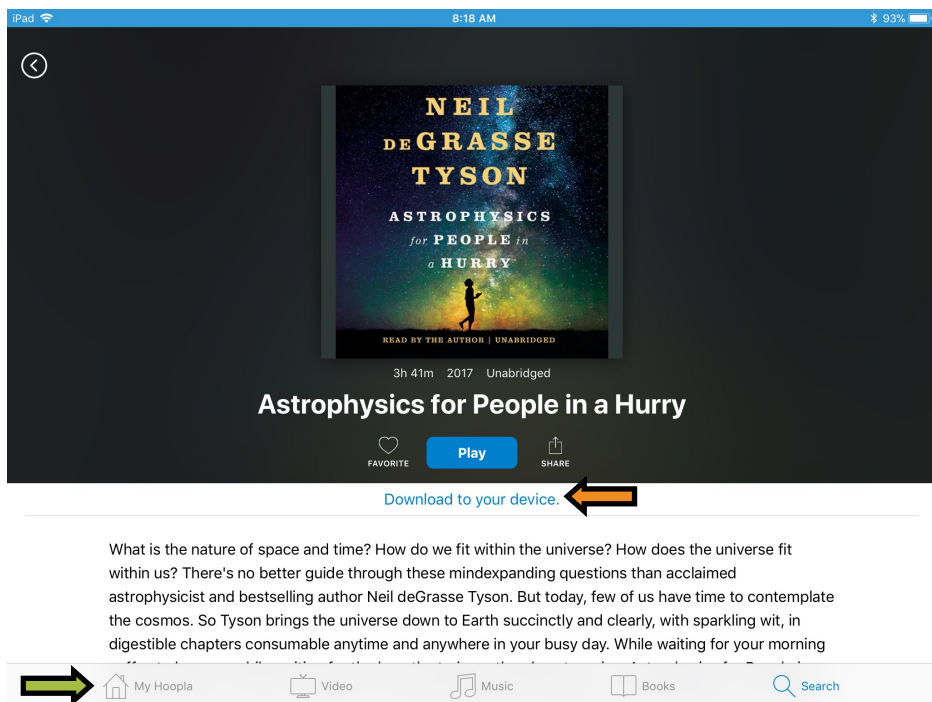 iPad 8:18 AM 93%
NEIL
DEGRASSE
TYSON
ASTROPHYSICS
for PEOPLE in
a HURRY
READ BY THE AUTHOR | UNABRIDGED
3h 41m 2017 Unabridged
Astrophysics for People in a Hurry
FAVORITE Play SHARE
Download to your device.
What is the nature of space and time? How do we fit within the universe? How does the universe fit
within us? There's no better guide through these mindexpanding questions than acclaimed
astrophysicist and bestselling author Neil deGrasse Tyson. But today, few of us have time to contemplate
the cosmos. So Tyson brings the universe down to Earth succinctly and clearly, with sparkling wit, in
digestible chapters consumable anytime and anywhere in your busy day. While waiting for your morning
My Hoopla Video Music Books Search